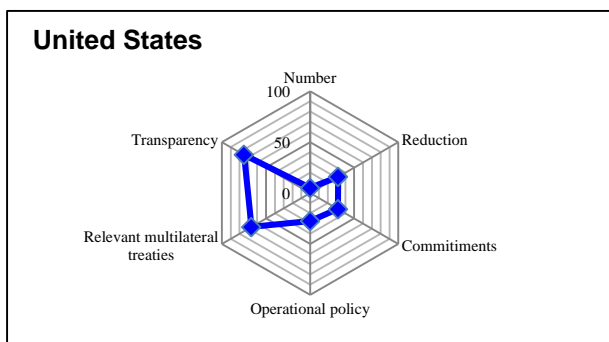 United States
Number
100
Transparency
Reduction
50
0
Relevant multilateral
treaties
Commitiments
Operational policy